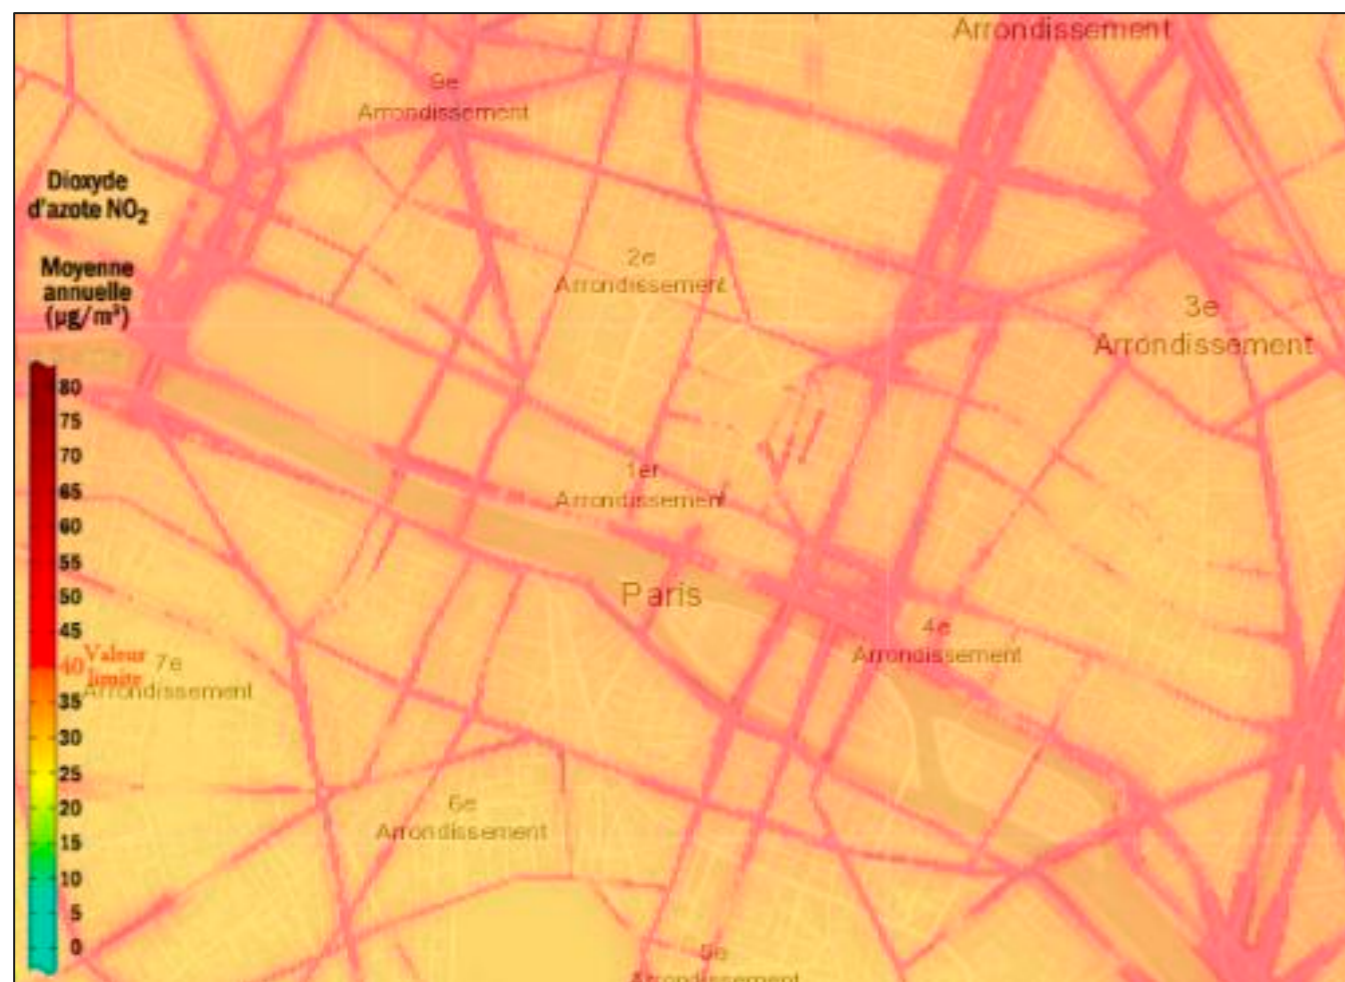 Arrondissement
9e
Arrondissement
Dioxyde
d'azote NO₂
Moyenne
annuelle
(µg/m³)
2e
Arrondissement
3e
Arrondissement
80
75
70
65
60
55
50
45
40
35
30
25
20
15
10
5
0
Valeur
limite
1er
Arrondissement
Paris
4e
Arrondissement
7e
Arrondissement
6e
Arrondissement
5e
Arrondissement